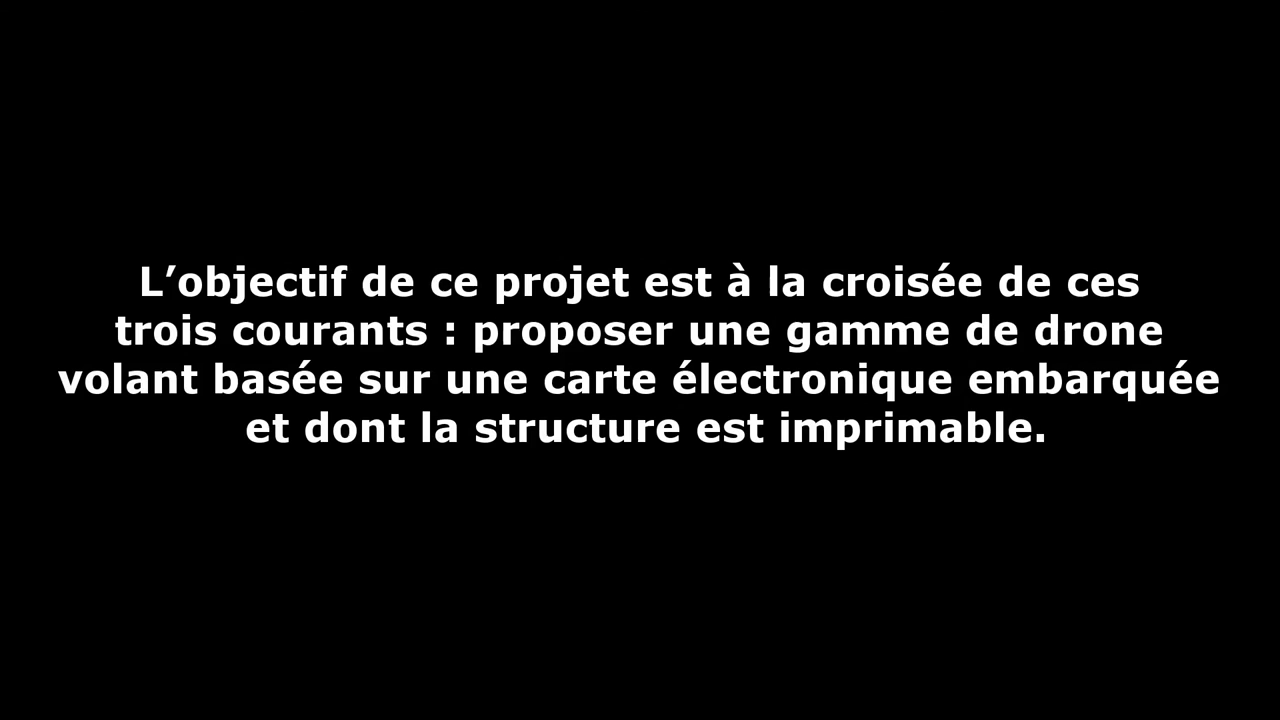 L’objectif de ce projet est à la croisée de ces
trois courants : proposer une gamme de drone
volant basée sur une carte électronique embarquée
et dont la structure est imprimable.